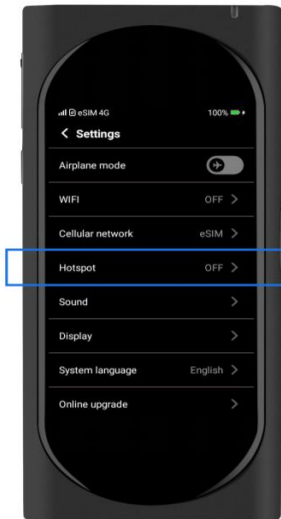 eSIM 4G 100%
Settings
Airplane mode
WIFI OFF
Cellular network eSIM
Hotspot OFF
Sound
Display
System language English
Online upgrade